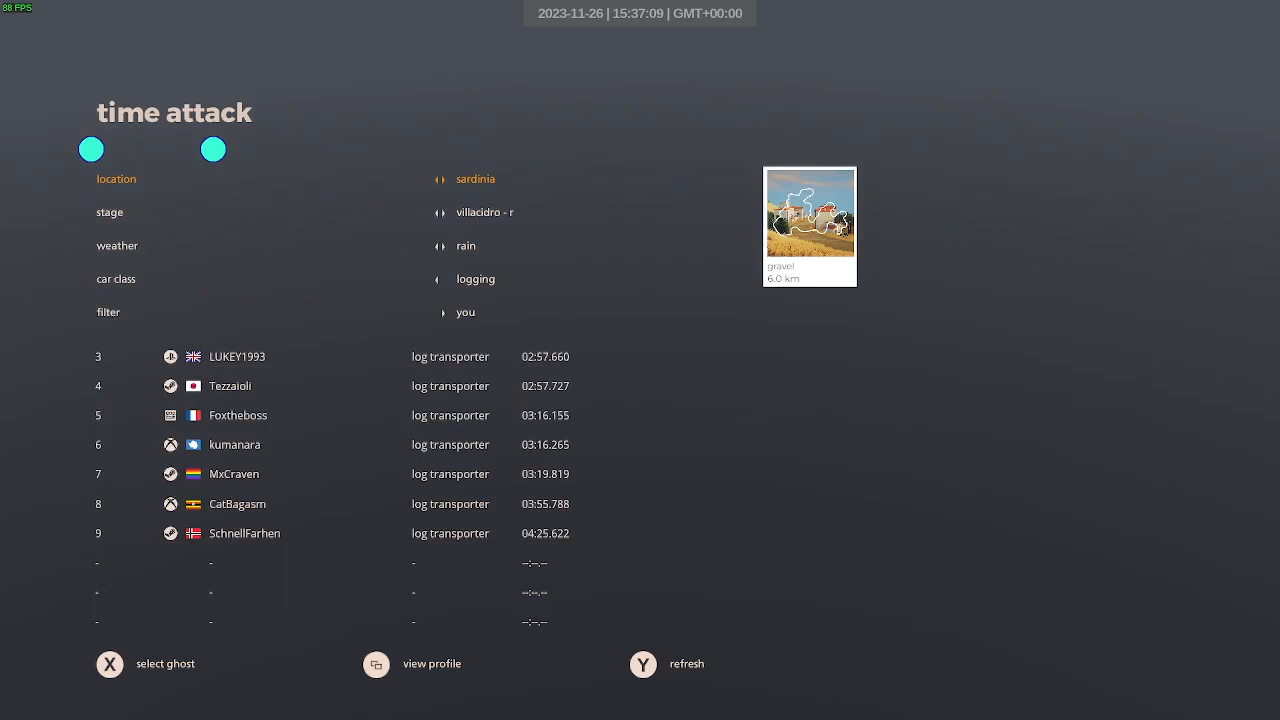 88 FPS
2023-11-26 | 15:37:09 | GMT+00:00
time attack
location sardinia
stage villacidro - r
weather rain
car class logging
filter you
gravel
6.0 km
3 LUKEY1993 log transporter 02:57.660
4 Tezzaioli log transporter 02:57.727
5 Foxtheboss log transporter 03:16.155
6 kumanara log transporter 03:16.265
7 MxCraven log transporter 03:19.819
8 CatBagasm log transporter 03:55.788
9 SchnellFarhen log transporter 04:25.622
- - - --:--.--
- - - --:--.--
- - - --:--.--
X select ghost view profile Y refresh